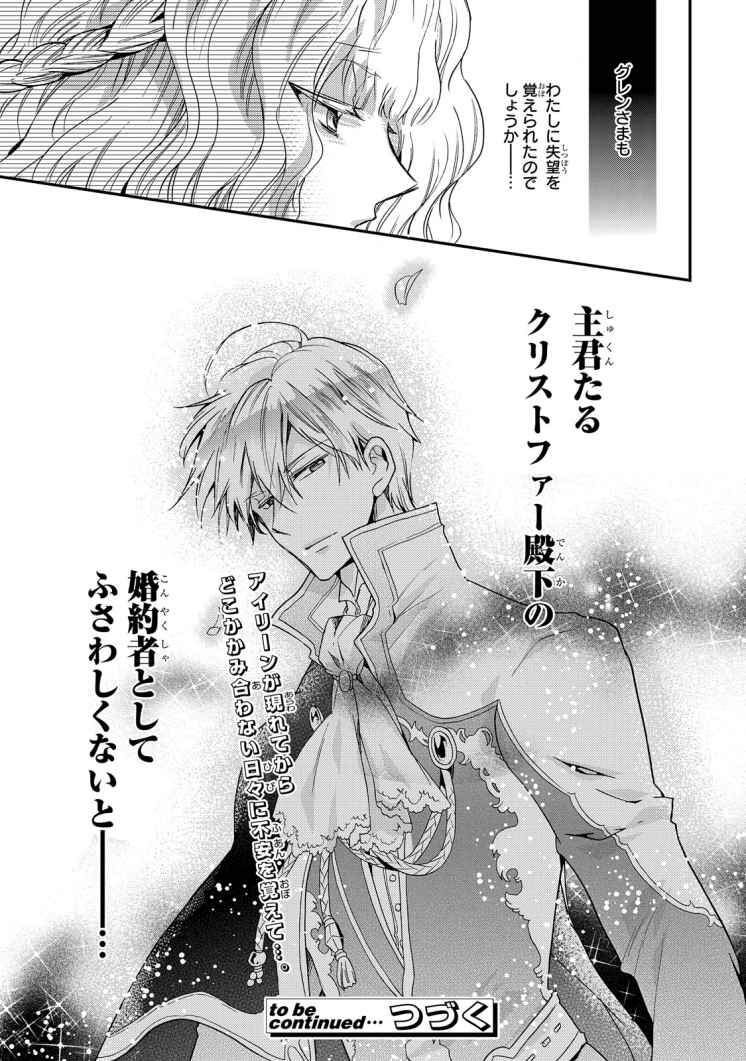 グレンさまも
わたしに失望を
覚えられたので
しょうか――…
主君たる
クリストファー殿下の
婚約者として
ふさわしくないと――…
アイリーンが現れてから
どこかかみ合わない日々に不安を覚えて…。
to be
continued…
つづく